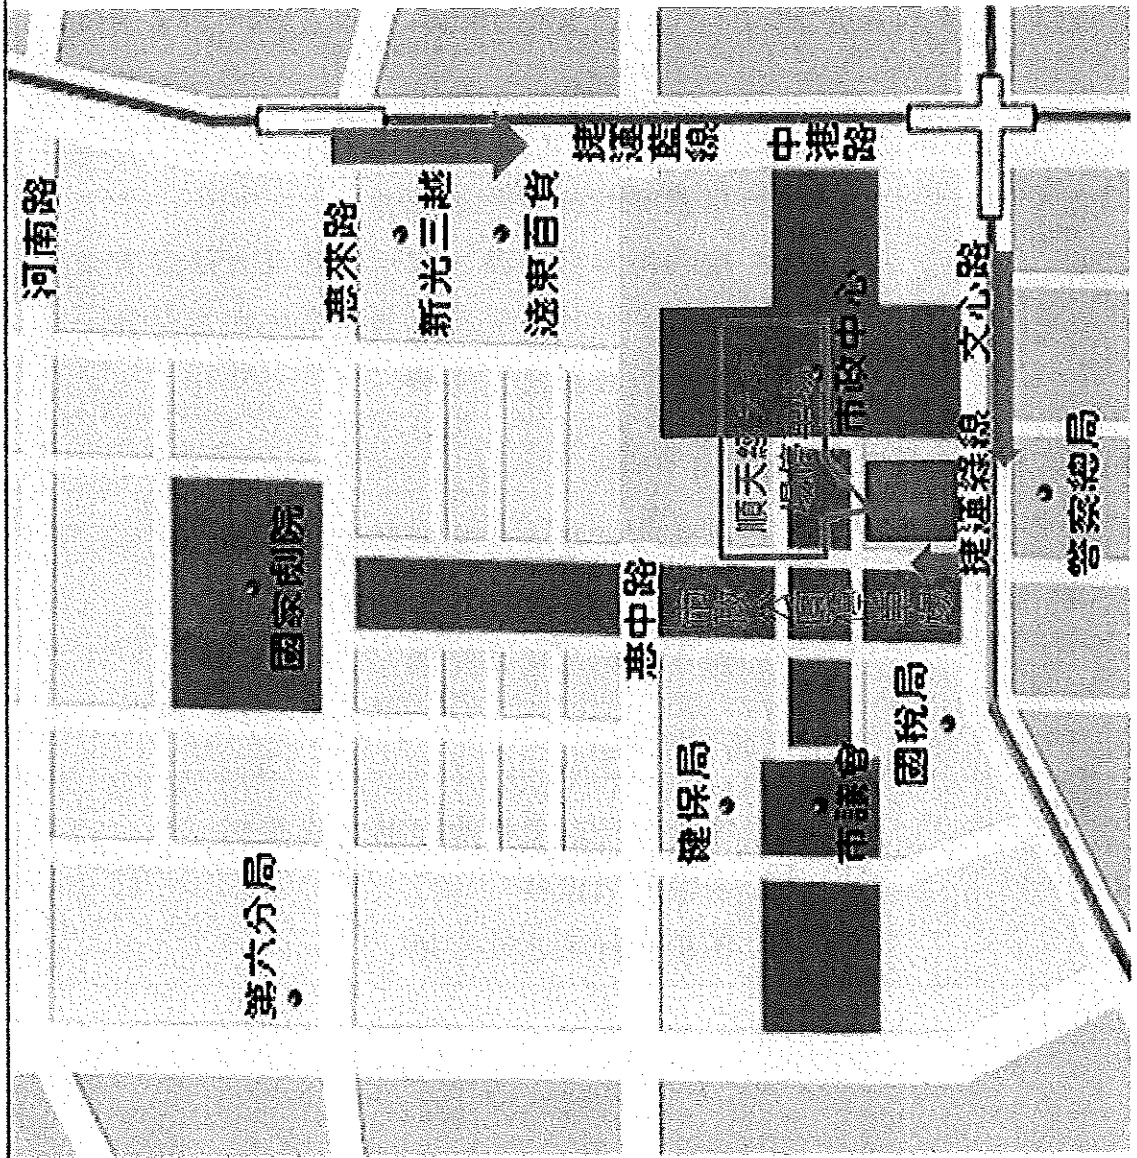 河南路
惠來路
新光三越
遠東百貨
捷運藍線
中港路
國家劇院
惠中路
順天經
市政中心
文心路
捷運綠線
警察總局
第六分局
健保局
市議會
國稅局